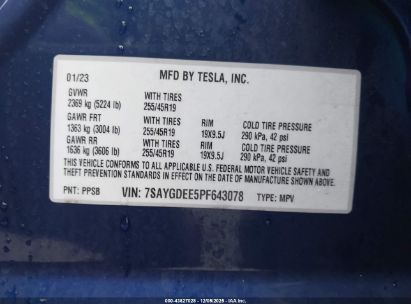 01/23 MFD BY TESLA, INC.
GVWR WITH TIRES
2369 kg (5224 lb) 255/45R19
GAWR FRT WITH TIRES RIM COLD TIRE PRESSURE
1363 kg (3004 lb) 255/45R19 19X9.5J 290 kPa, 42 psi
GAWR RR WITH TIRES RIM COLD TIRE PRESSURE
1636 kg (3606 lb) 255/45R19 19X9.5J 290 kPa, 42 psi
THIS VEHICLE CONFORMS TO ALL APPLICABLE U.S. FEDERAL MOTOR VEHICLE SAFETY AND
THEFT PREVENTION STANDARDS IN EFFECT ON THE DATE OF MANUFACTURE SHOWN ABOVE.
PNT: PPSB VIN: 7SAYGDEE5PF643078 TYPE: MPV